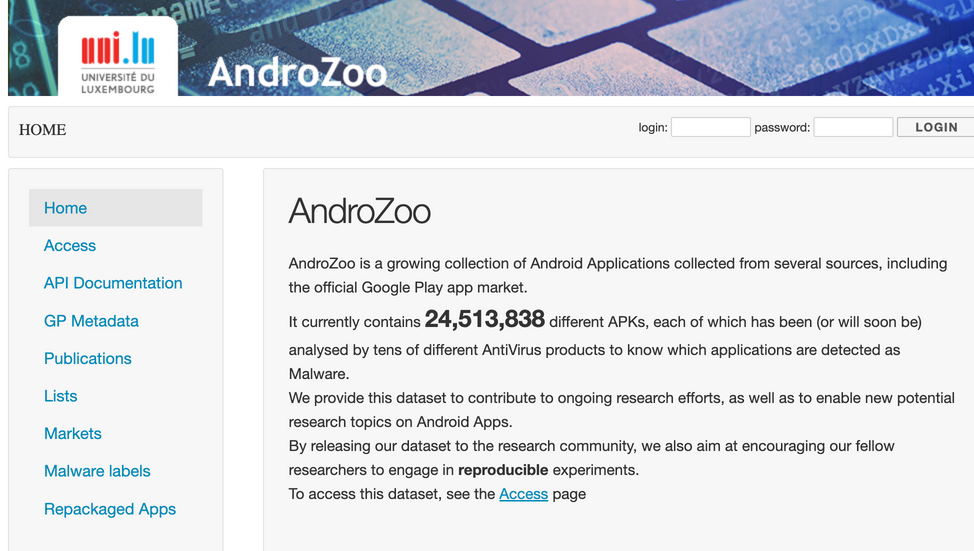 uni.lu
UNIVERSITÉ DU
LUXEMBOURG
AndroZoo
HOME
login:
password:
LOGIN
Home
Access
API Documentation
GP Metadata
Publications
Lists
Markets
Malware labels
Repackaged Apps
AndroZoo
AndroZoo is a growing collection of Android Applications collected from several sources, including
the official Google Play app market.
It currently contains 24,513,838 different APKs, each of which has been (or will soon be)
analysed by tens of different AntiVirus products to know which applications are detected as
Malware.
We provide this dataset to contribute to ongoing research efforts, as well as to enable new potential
research topics on Android Apps.
By releasing our dataset to the research community, we also aim at encouraging our fellow
researchers to engage in reproducible experiments.
To access this dataset, see the Access page